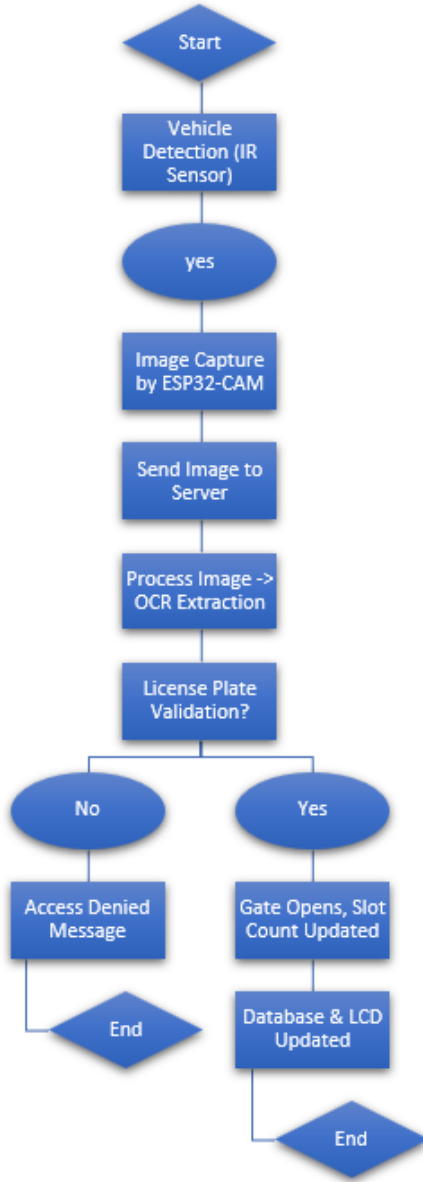 Start
Vehicle
Detection (IR
Sensor)
yes
Image Capture
by ESP32-CAM
Send Image to
Server
Process Image ->
OCR Extraction
License Plate
Validation?
No
Yes
Access Denied
Message
Gate Opens, Slot
Count Updated
End
Database & LCD
Updated
End